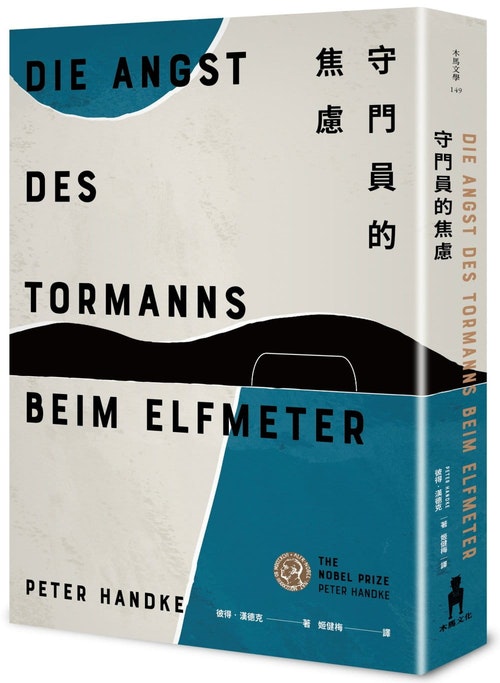 DIE ANGST
DES
TORMANNS
BEIM ELFMETER
守門員的
焦慮
THE
NOBEL PRIZE
PETER HANDKE
PETER HANDKE
彼得·漢德克 著 姬健梅 譯
木馬文學
149
守門員的焦慮
DIE ANGST DES TORMANNS BEIM ELFMETER
PETER HANDKE
彼得·漢德克 著 姬健梅 譯
木馬文化